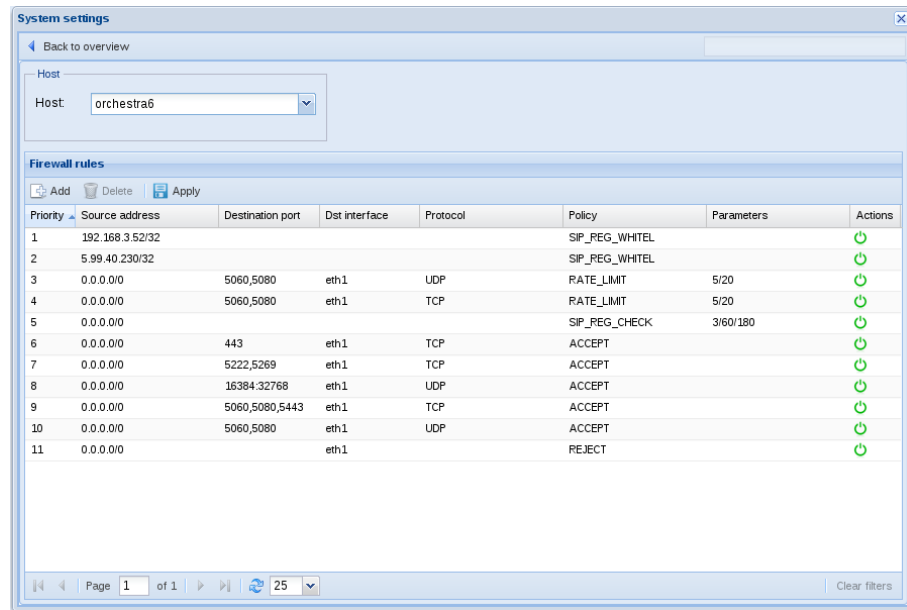 System settings
Back to overview
Host
Host: orchestra6
Firewall rules
Add Delete Apply
Priority Source address Destination port Dst interface Protocol Policy Parameters Actions
1 192.168.3.52/32 SIP_REG_WHITEL
2 5.99.40.230/32 SIP_REG_WHITEL
3 0.0.0.0/0 5060,5080 eth1 UDP RATE_LIMIT 5/20
4 0.0.0.0/0 5060,5080 eth1 TCP RATE_LIMIT 5/20
5 0.0.0.0/0 SIP_REG_CHECK 3/60/180
6 0.0.0.0/0 443 eth1 TCP ACCEPT
7 0.0.0.0/0 5222,5269 eth1 TCP ACCEPT
8 0.0.0.0/0 16384:32768 eth1 UDP ACCEPT
9 0.0.0.0/0 5060,5080,5443 eth1 TCP ACCEPT
10 0.0.0.0/0 5060,5080 eth1 UDP ACCEPT
11 0.0.0.0/0 eth1 REJECT
Page 1 of 1 25 Clear filters